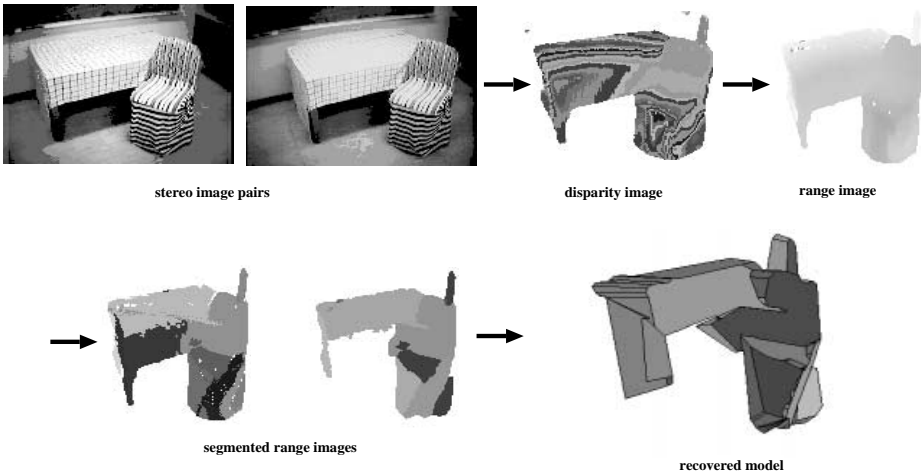 stereo image pairs
disparity image
range image
segmented range images
recovered model